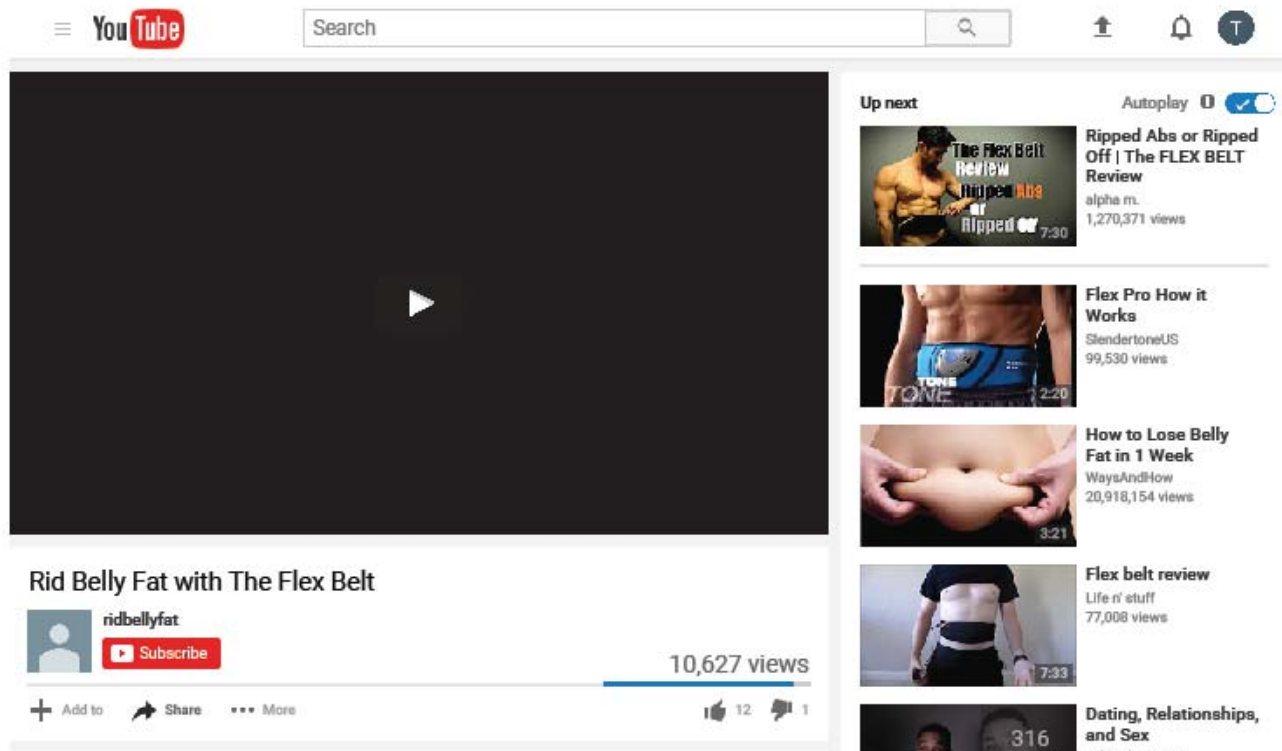 YouTube
Search
T
Rid Belly Fat with The Flex Belt
ridbellyfat
Subscribe
10,627 views
Add to
Share
More
12
1
Up next
Autoplay
The Flex Belt
Review
Ripped Abs
or
Ripped Off
7:30
Ripped Abs or Ripped
Off | The FLEX BELT
Review
alpha m.
1,270,371 views
TONE
TONE
2:20
Flex Pro How it
Works
SlendertoneUS
99,530 views
3:21
How to Lose Belly
Fat in 1 Week
WaysAndHow
20,918,154 views
7:33
Flex belt review
Life n' stuff
77,008 views
316
Dating, Relationships,
and Sex